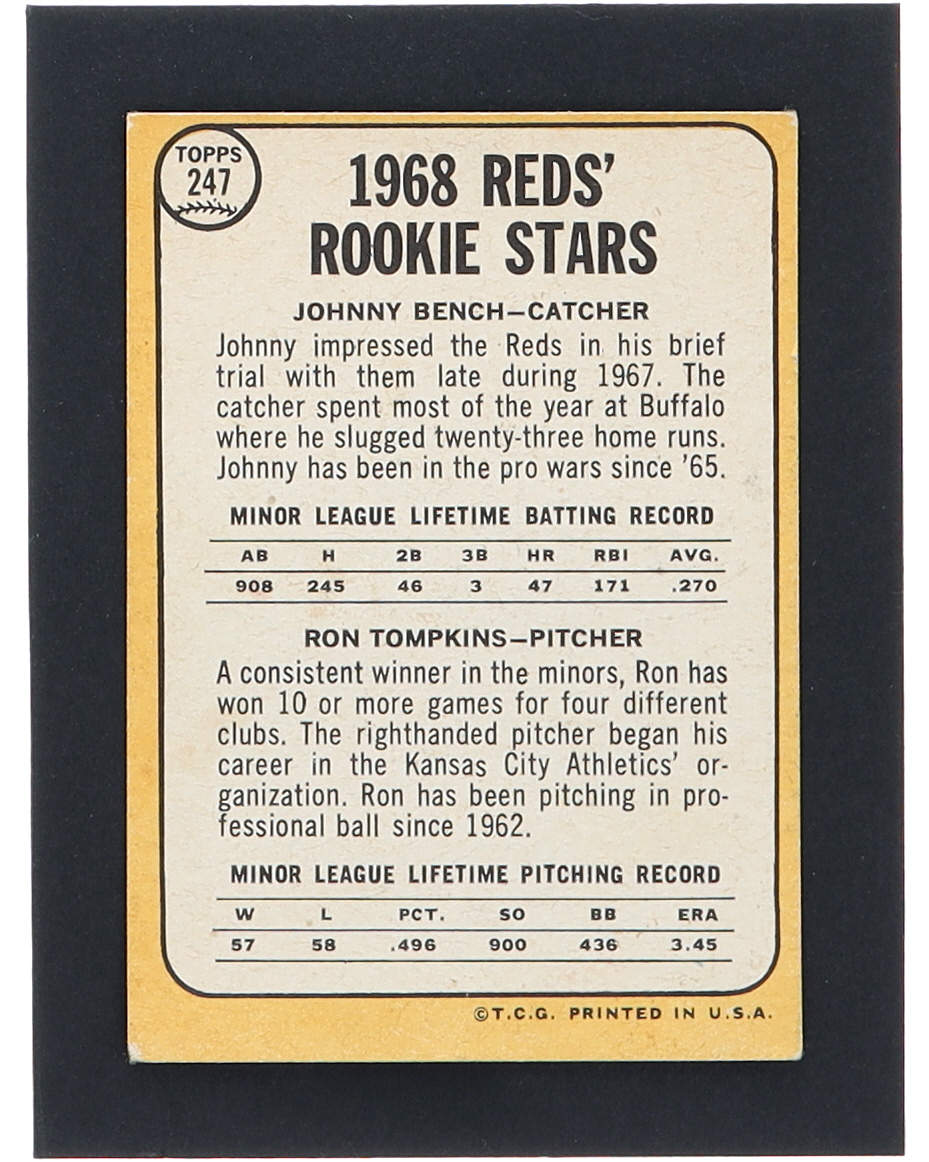 TOPPS
247
1968 REDS'
ROOKIE STARS
JOHNNY BENCH—CATCHER
Johnny impressed the Reds in his brief
trial with them late during 1967. The
catcher spent most of the year at Buffalo
where he slugged twenty-three home runs.
Johnny has been in the pro wars since '65.
MINOR LEAGUE LIFETIME BATTING RECORD
AB H 2B 3B HR RBI AVG.
908 245 46 3 47 171 .270
RON TOMPKINS—PITCHER
A consistent winner in the minors, Ron has
won 10 or more games for four different
clubs. The righthanded pitcher began his
career in the Kansas City Athletics' or-
ganization. Ron has been pitching in pro-
fessional ball since 1962.
MINOR LEAGUE LIFETIME PITCHING RECORD
W L PCT. SO BB ERA
57 58 .496 900 436 3.45
©T.C.G. PRINTED IN U.S.A.